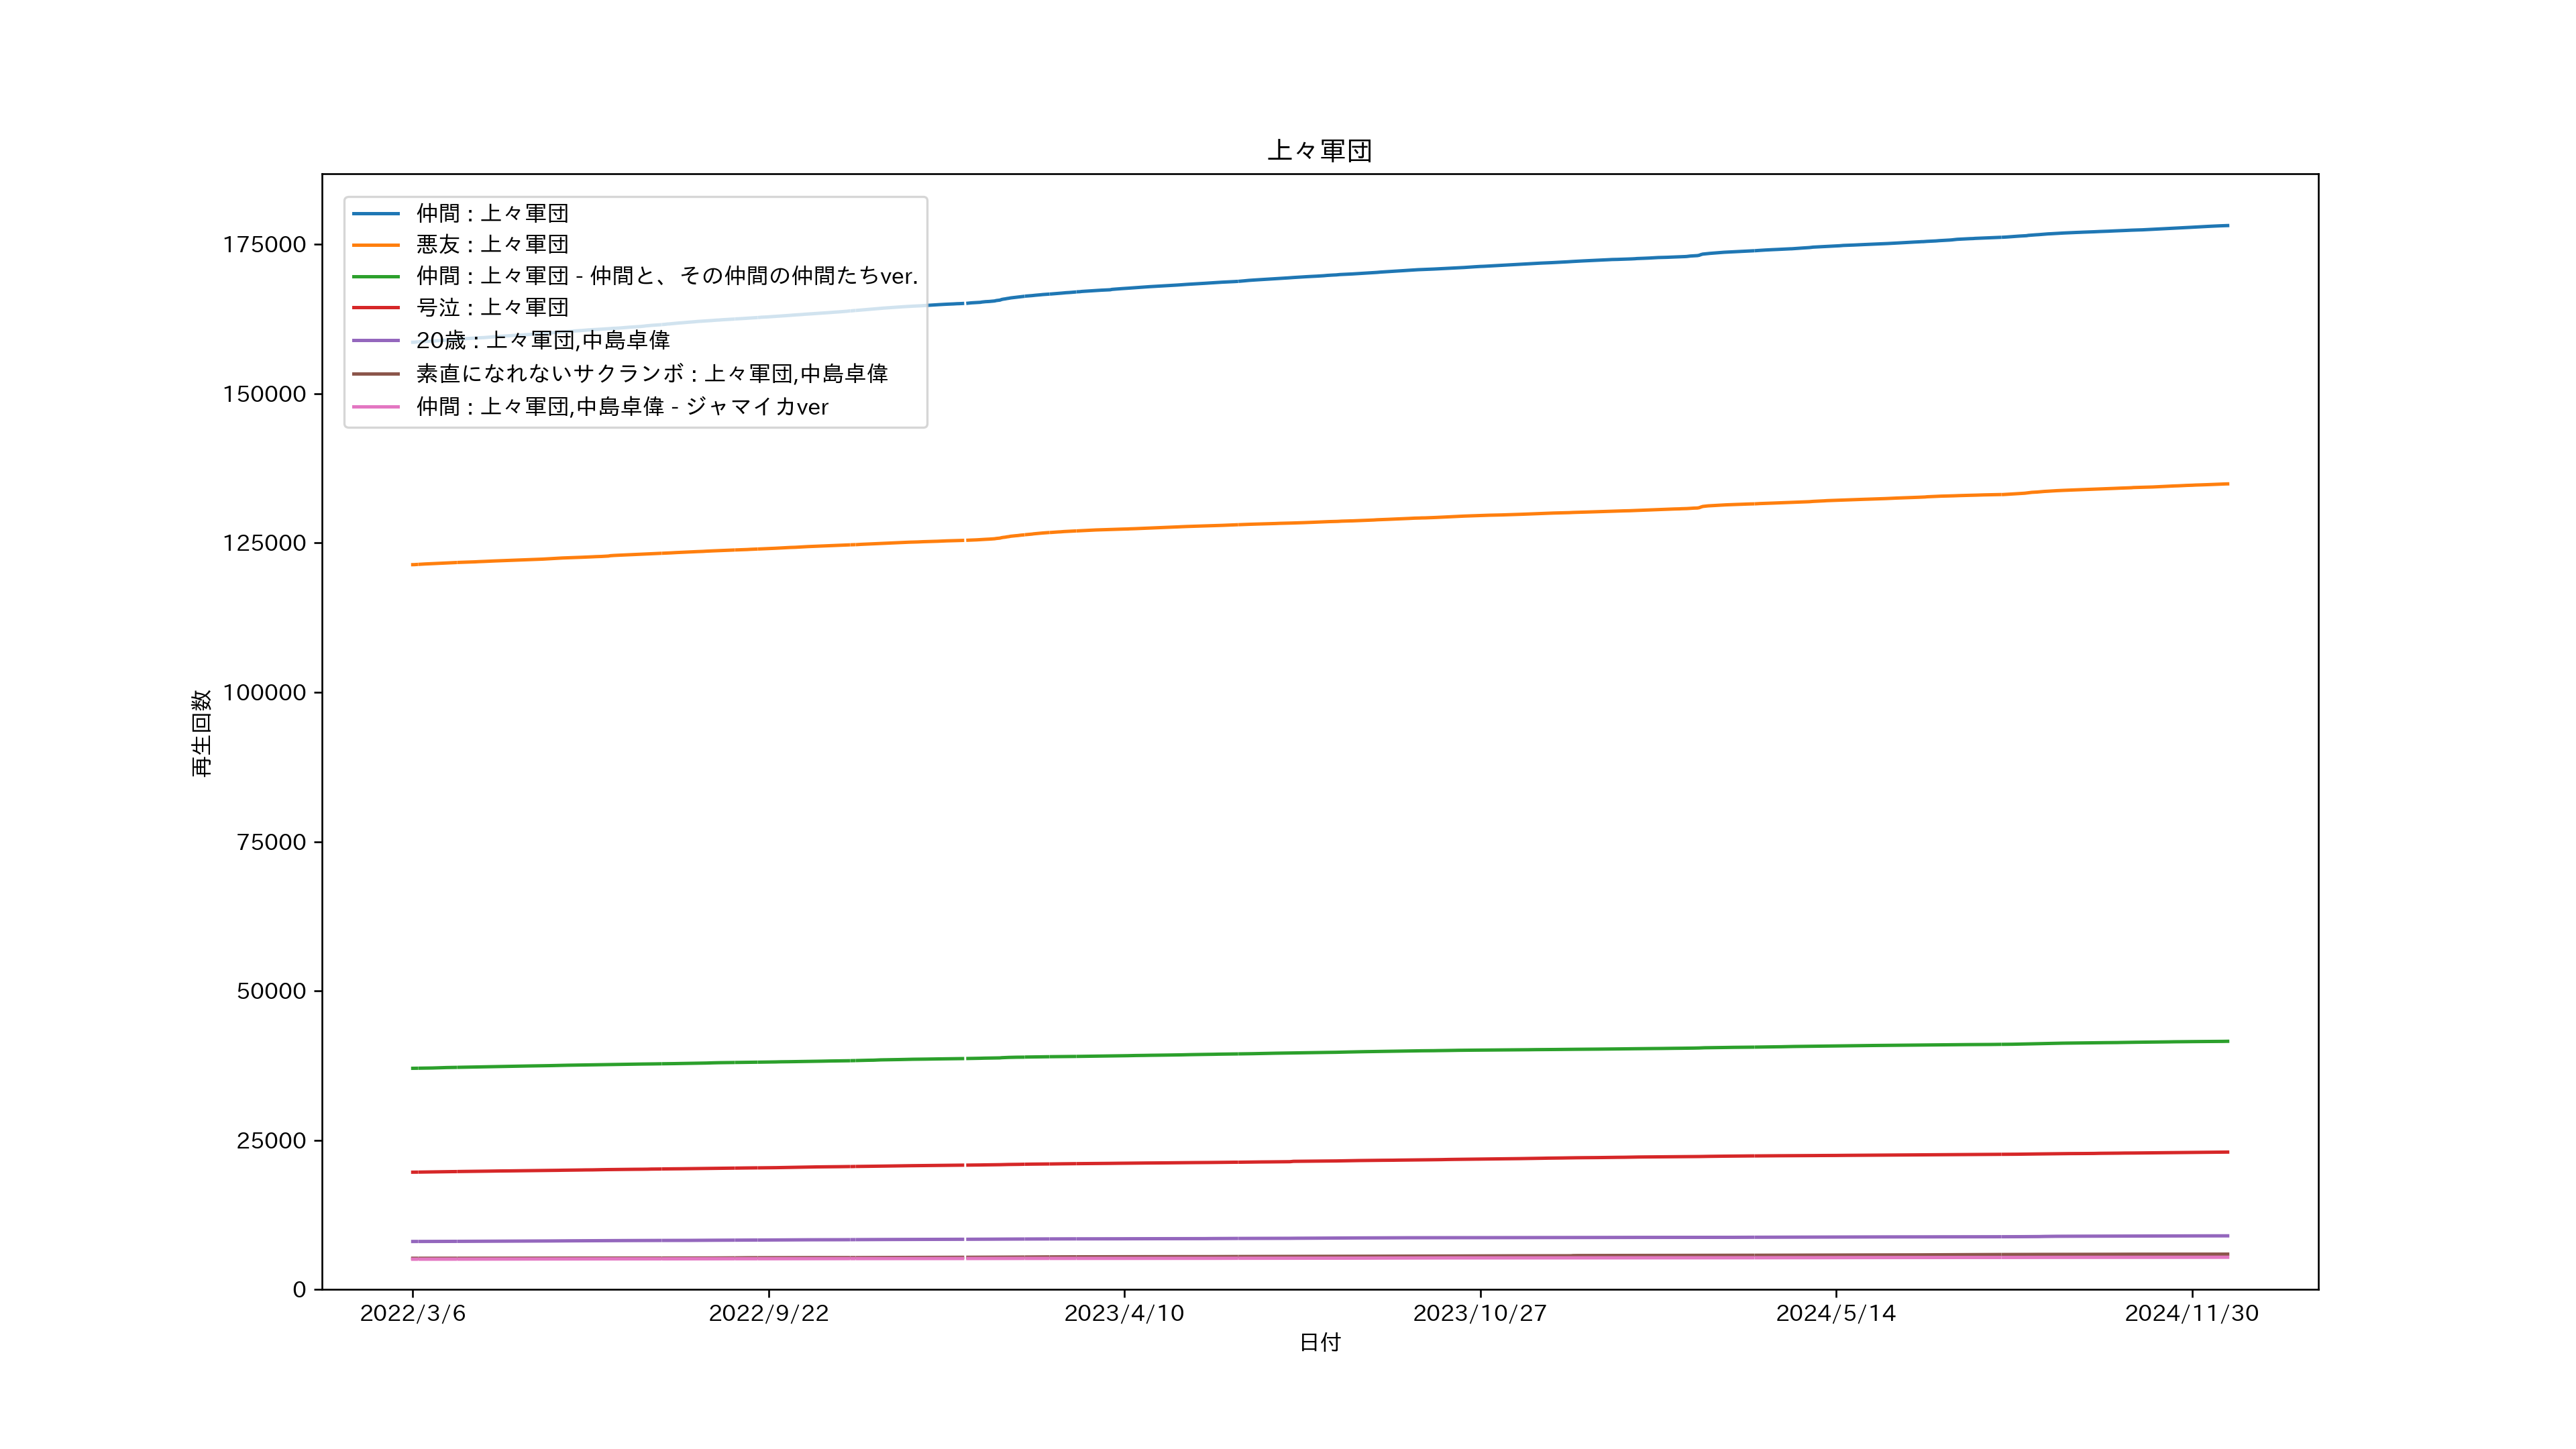 上々軍団
仲間 : 上々軍団
悪友 : 上々軍団
仲間 : 上々軍団 - 仲間と、その仲間の仲間たちver.
号泣 : 上々軍団
20歳 : 上々軍団,中島卓偉
素直になれないサクランボ : 上々軍団,中島卓偉
仲間 : 上々軍団,中島卓偉 - ジャマイカver
175000
150000
125000
100000
75000
50000
25000
0
再生回数
2022/3/6
2022/9/22
2023/4/10
2023/10/27
2024/5/14
2024/11/30
日付